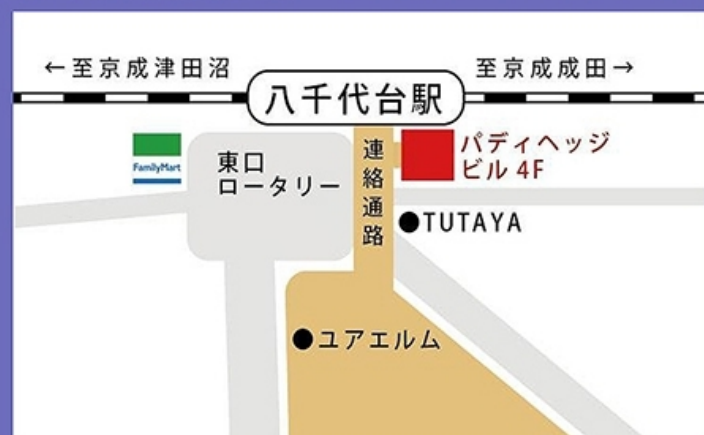 ←至京成津田沼
至京成成田→
八千代台駅
FamilyMart
東口
ロータリー
連絡通路
パディヘッジ
ビル 4F
●TUTAYA
●ユアエルム